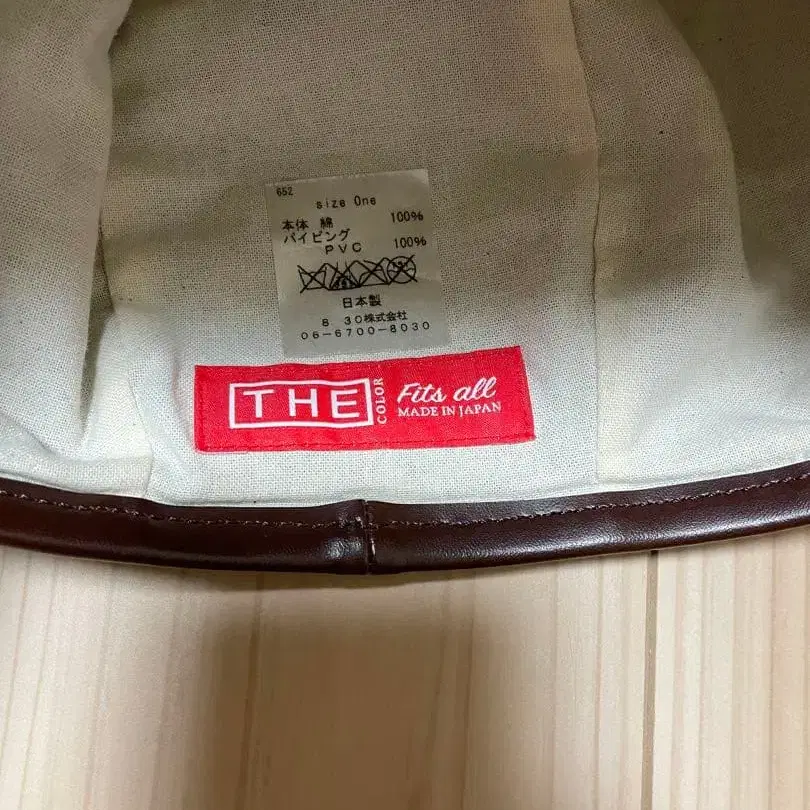 652
size One
本体 綿 100%
パイピング
PVC 100%
日本製
8 30株式会社
06-6700-8030
THE COLOR
Fits all
MADE IN JAPAN